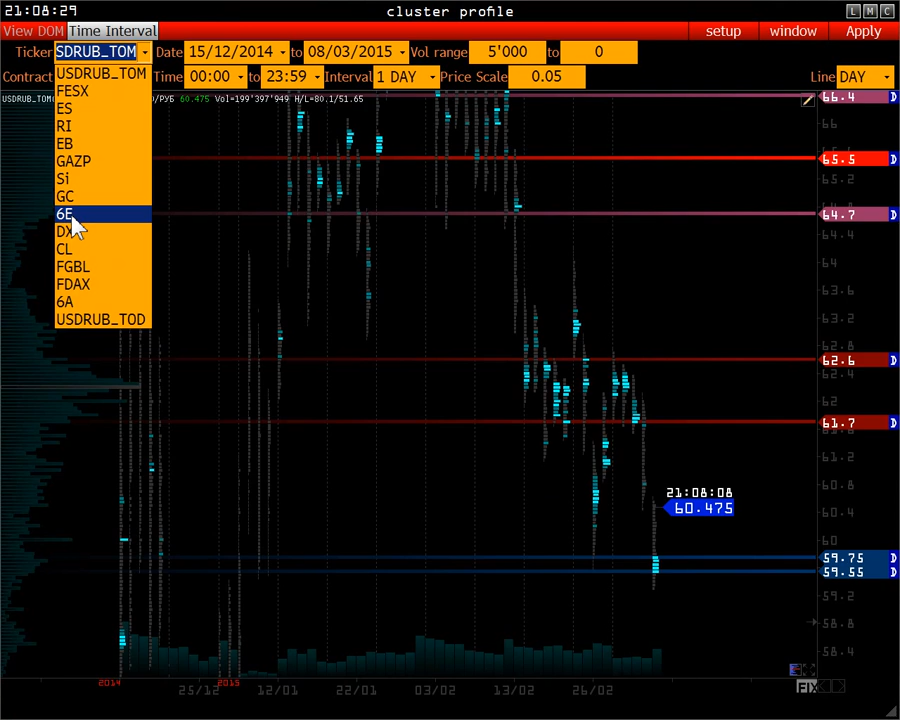 21:08:29
cluster profile
L M C
View DOM Time Interval
setup window Apply
Ticker SDRUB_TOM Date 15/12/2014 to 08/03/2015 Vol range 5'000 to 0
Contract Time 00:00 to 23:59 Interval 1 DAY Price Scale 0.05 Line DAY
USDRUB_TOM
FESX
ES
RI
EB
GAZP
Si
GC
6E
DX
CL
FGBL
FDAX
6A
USDRUB_TOD
USDRUB_TOM
/РУБ 60.475 Vol=199'397'949 H/L=80.1/51.65
66.4 D
66
65.5 D
65.2
64.7 D
64.4
64
63.6
63.2
62.8
62.6 D
62.4
62
61.7 D
61.2
60.8
21:08:08
60.475
60.4
60
59.75 D
59.55 D
59.2
58.8
58.4
2014 25/12 2015 12/01 22/01 03/02 13/02 26/02
FIX